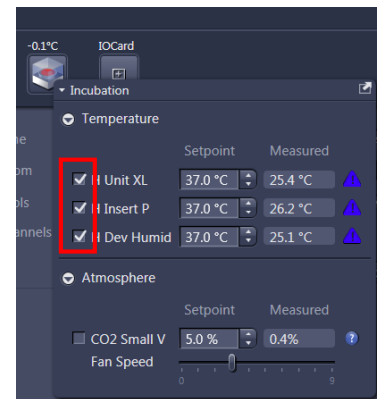 -0.1°C IOCard
Incubation
Temperature
Setpoint Measured
H Unit XL 37.0 °C 25.4 °C
H Insert P 37.0 °C 26.2 °C
H Dev Humid 37.0 °C 25.1 °C
Atmosphere
Setpoint Measured
CO2 Small V 5.0 % 0.4% ?
Fan Speed
0 9